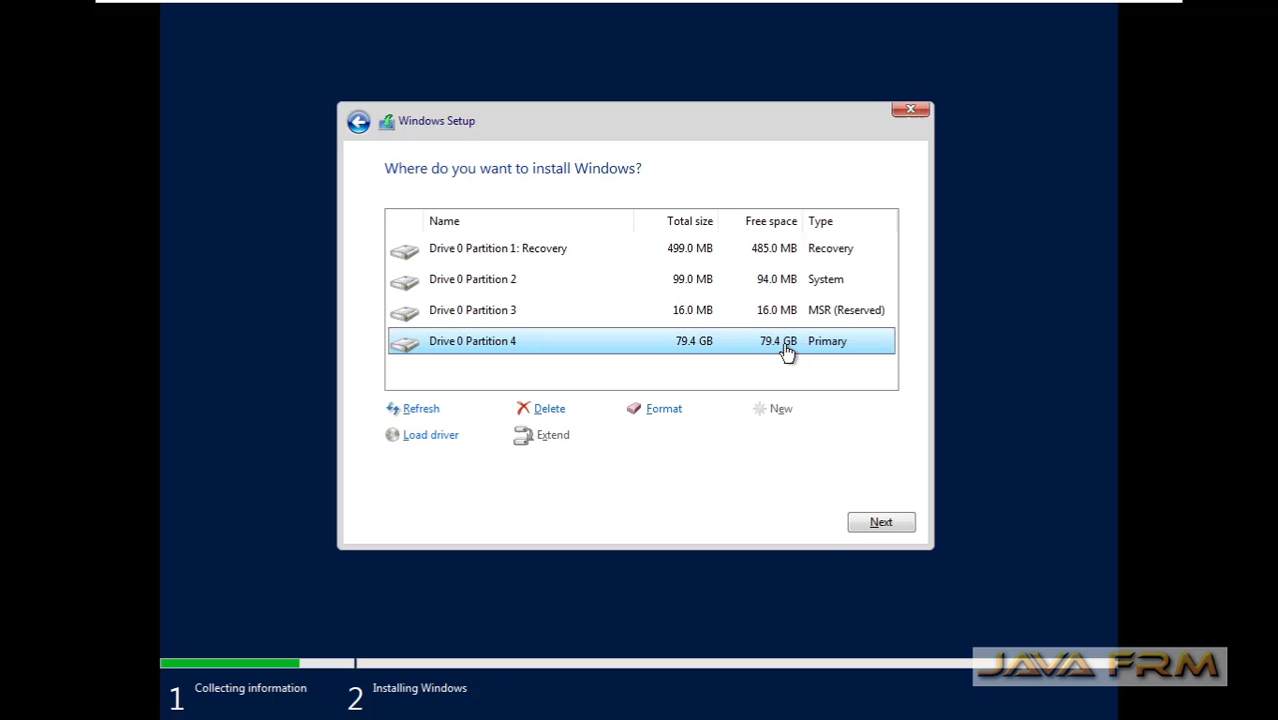 Windows Setup
Where do you want to install Windows?
Name Total size Free space Type
Drive 0 Partition 1: Recovery 499.0 MB 485.0 MB Recovery
Drive 0 Partition 2 99.0 MB 94.0 MB System
Drive 0 Partition 3 16.0 MB 16.0 MB MSR (Reserved)
Drive 0 Partition 4 79.4 GB 79.4 GB Primary
Refresh Delete Format New
Load driver Extend
Next
JAVA FRM
1 Collecting information 2 Installing Windows